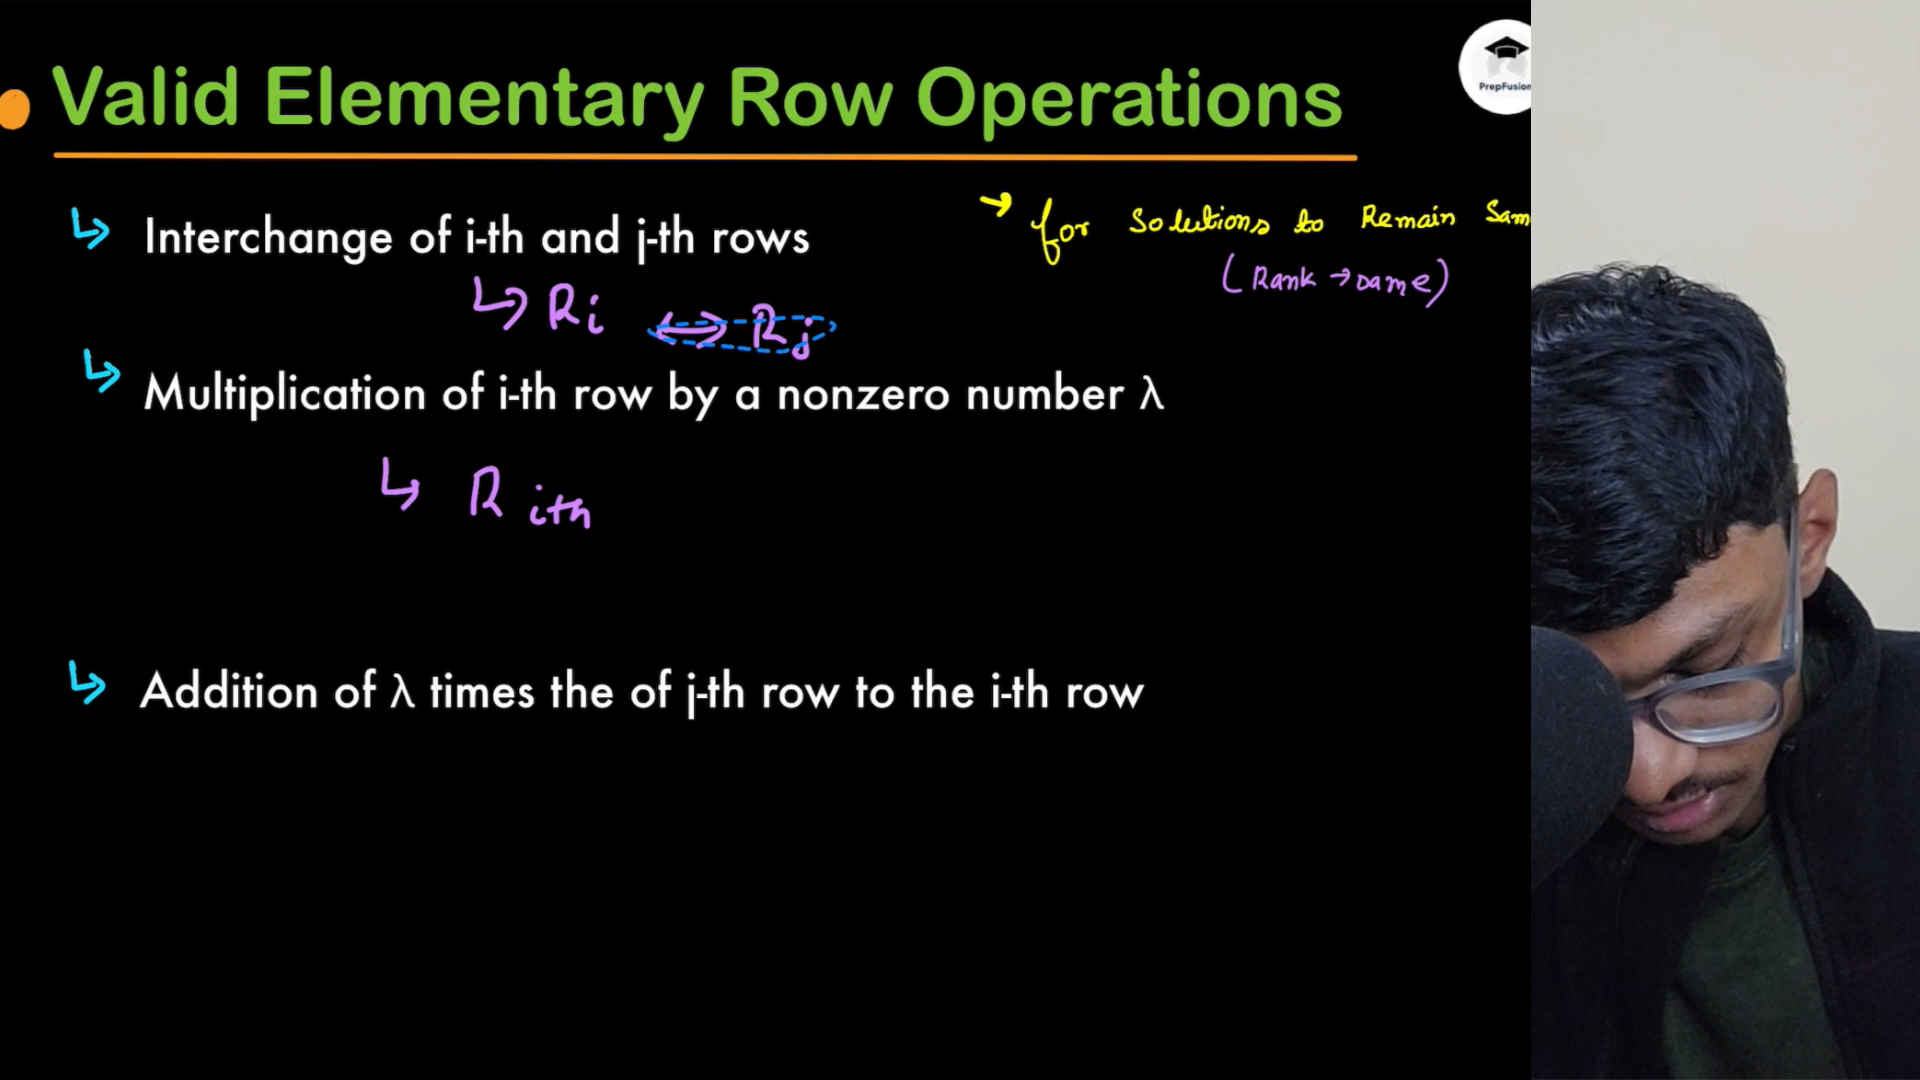 Valid Elementary Row Operations
PrepFusion
↳ Interchange of i-th and j-th rows
→ for Solutions to Remain Sam
(Rank → same)
↳ Ri ↔ Rj
↳ Multiplication of i-th row by a nonzero number λ
↳ R ith
↳ Addition of λ times the of j-th row to the i-th row